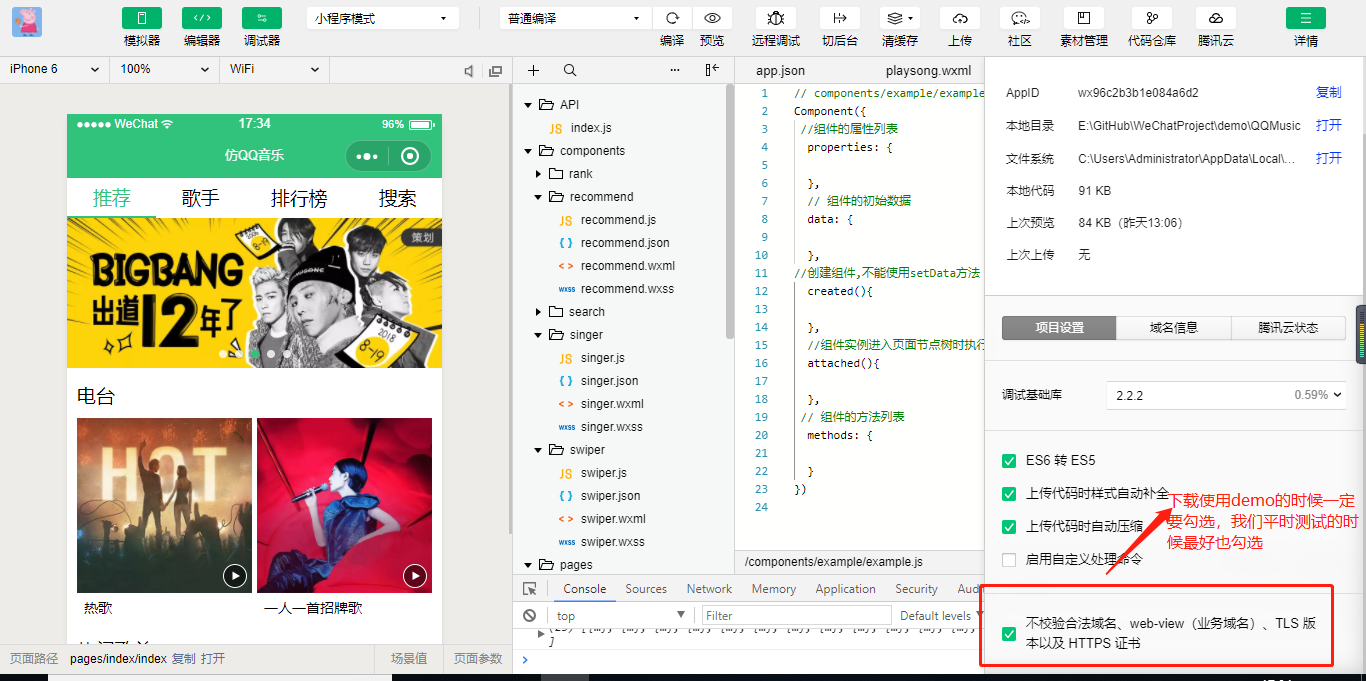 小程序模式
普通编译
模拟器
编辑器
调试器
编译
预览
远程调试
切后台
清缓存
上传
社区
素材管理
代码仓库
腾讯云
详情
iPhone 6
100%
WiFi
WeChat
17:34
96%
仿QQ音乐
推荐
歌手
排行榜
搜索
策划
BIGBANG
出道12年了
8-19
2018
8-19
电台
HOT
热歌
一人一首招牌歌
页面路径
pages/index/index
复制
打开
场景值
页面参数
API
JS index.js
components
rank
recommend
JS recommend.js
{ } recommend.json
< > recommend.wxml
wxss recommend.wxss
search
singer
JS singer.js
{ } singer.json
< > singer.wxml
wxss singer.wxss
swiper
JS swiper.js
{ } swiper.json
< > swiper.wxml
wxss swiper.wxss
pages
app.json
playsong.wxml
1 // components/example/example
2 Component({
3 //组件的属性列表
4 properties: {
5
6 },
7 // 组件的初始数据
8 data: {
9
10 },
11 //创建组件,不能使用setData方法
12 created(){
13
14 },
15 //组件实例进入页面节点树时执行
16 attached(){
17
18 },
19 // 组件的方法列表
20 methods: {
21
22 }
23 })
24
/components/example/example.js
Console
Sources
Network
Memory
Application
Security
Aud
top
Filter
Default levels
]
>
AppID
wx96c2b3b1e084a6d2
复制
本地目录
E:\GitHub\WeChatProject\demo\QQMusic
打开
文件系统
C:\Users\Administrator\AppData\Local\...
打开
本地代码
91 KB
上次预览
84 KB（昨天13:06）
上次上传
无
项目设置
域名信息
腾讯云状态
调试基础库
2.2.2
0.59%
ES6 转 ES5
上传代码时样式自动补全
上传代码时自动压缩
启用自定义处理命令
下载使用demo的时候一定
要勾选，我们平时测试的时
候最好也勾选
不校验合法域名、web-view（业务域名）、TLS 版
本以及 HTTPS 证书